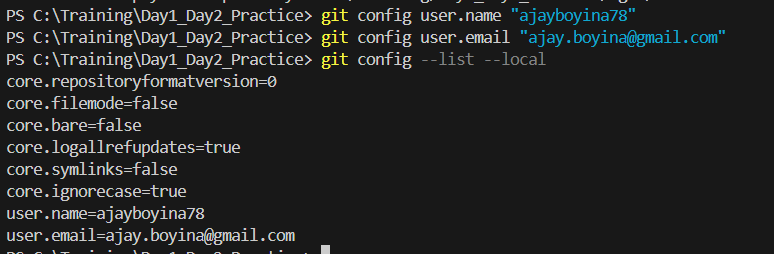 PS C:\Training\Day1_Day2_Practice> git config user.name "ajayboyina78"
PS C:\Training\Day1_Day2_Practice> git config user.email "ajay.boyina@gmail.com"
PS C:\Training\Day1_Day2_Practice> git config --list --local
core.repositoryformatversion=0
core.filemode=false
core.bare=false
core.logallrefupdates=true
core.symlinks=false
core.ignorecase=true
user.name=ajayboyina78
user.email=ajay.boyina@gmail.com
PS C:\Training\Day1_Day2_Practice>